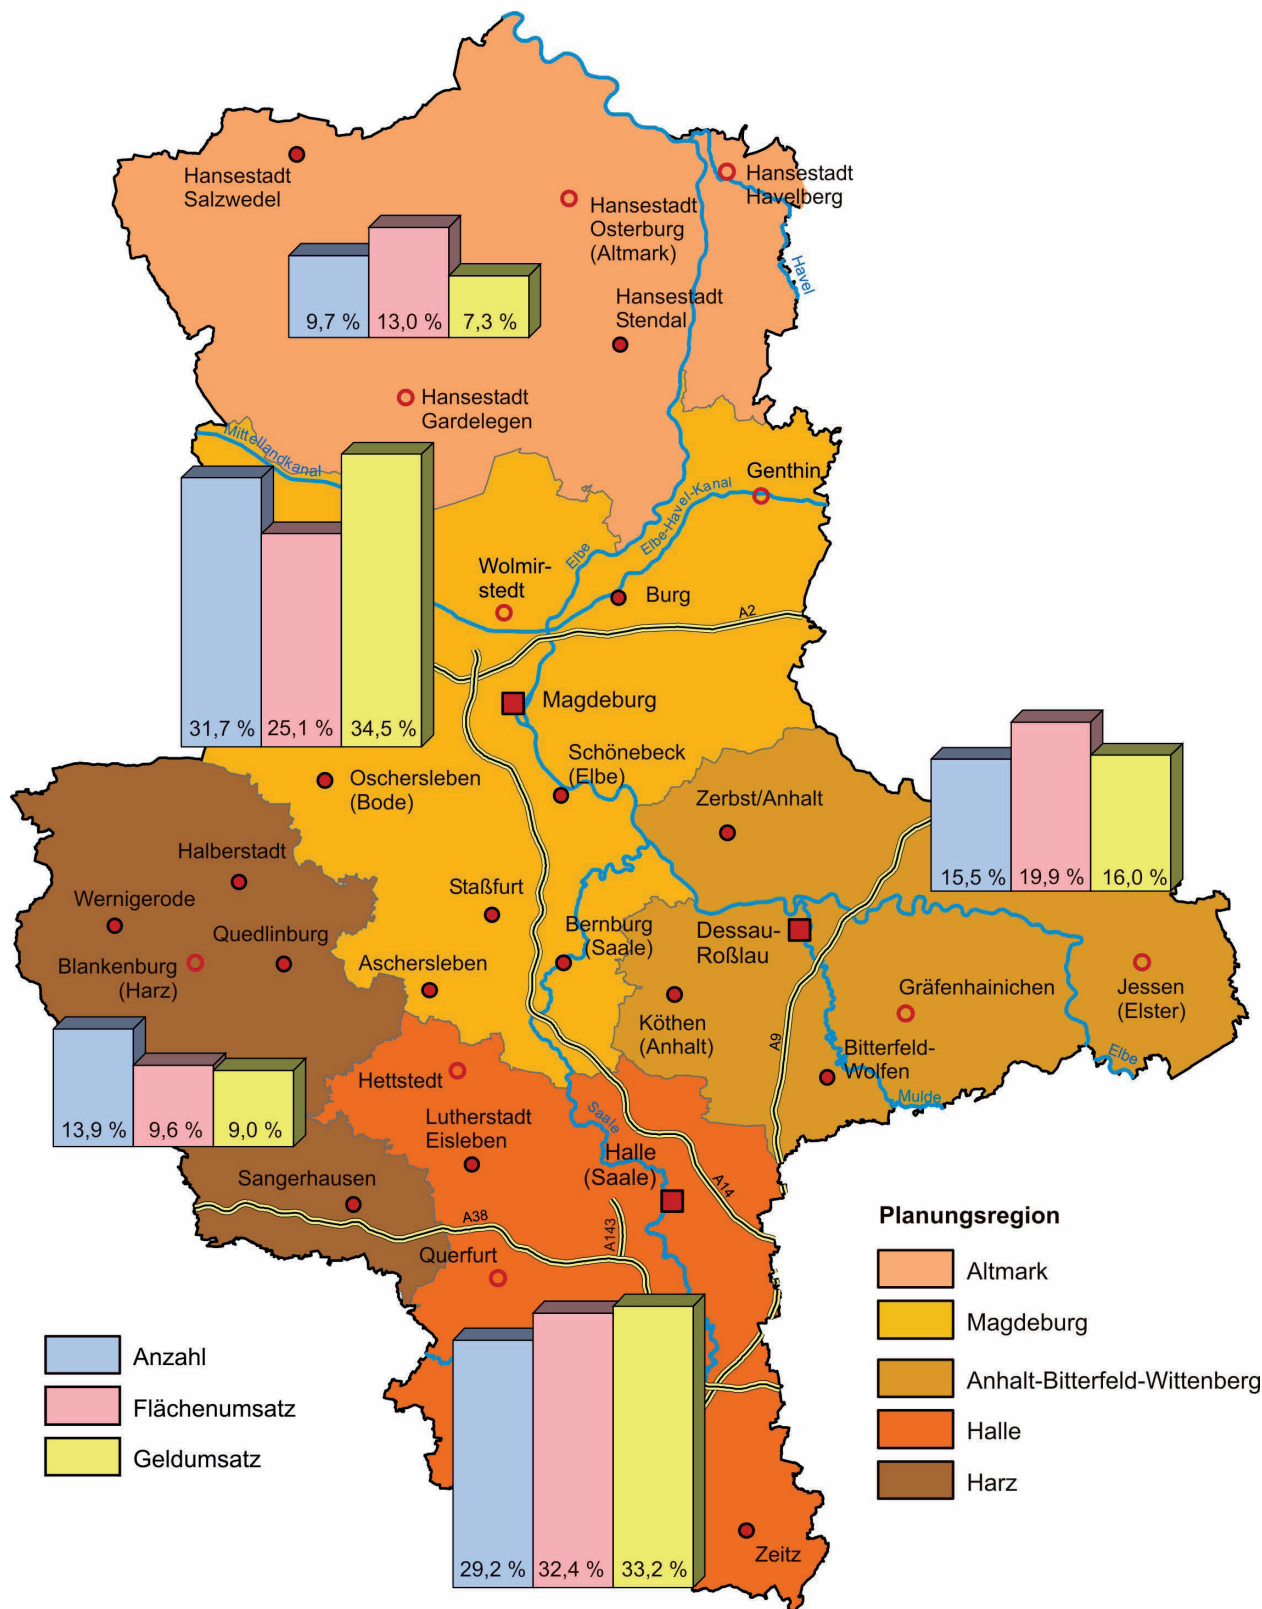 Hansestadt
Salzwedel
Hansestadt
Havelberg
Hansestadt
Osterburg
(Altmark)
Havel
Hansestadt
Stendal
9,7 %
13,0 %
7,3 %
Hansestadt
Gardelegen
Mittellandkanal
Genthin
Elbe-Havel-Kanal
Elbe
Wolmir-
stedt
Burg
A2
Magdeburg
31,7 %
25,1 %
34,5 %
Schönebeck
(Elbe)
Oschersleben
(Bode)
Zerbst/Anhalt
15,5 %
19,9 %
16,0 %
Halberstadt
Wernigerode
Staßfurt
Quedlinburg
Bernburg
(Saale)
Dessau-
Roßlau
Blankenburg
(Harz)
Aschersleben
Gräfenhainichen
Jessen
(Elster)
Köthen
(Anhalt)
A9
Bitterfeld-
Wolfen
Elbe
Mulde
Hettstedt
13,9 %
9,6 %
9,0 %
Lutherstadt
Eisleben
Saale
Halle
(Saale)
Sangerhausen
A14
A38
A143
Querfurt
Planungsregion
Altmark
Magdeburg
Anhalt-Bitterfeld-Wittenberg
Halle
Harz
Anzahl
Flächenumsatz
Geldumsatz
29,2 %
32,4 %
33,2 %
Zeitz